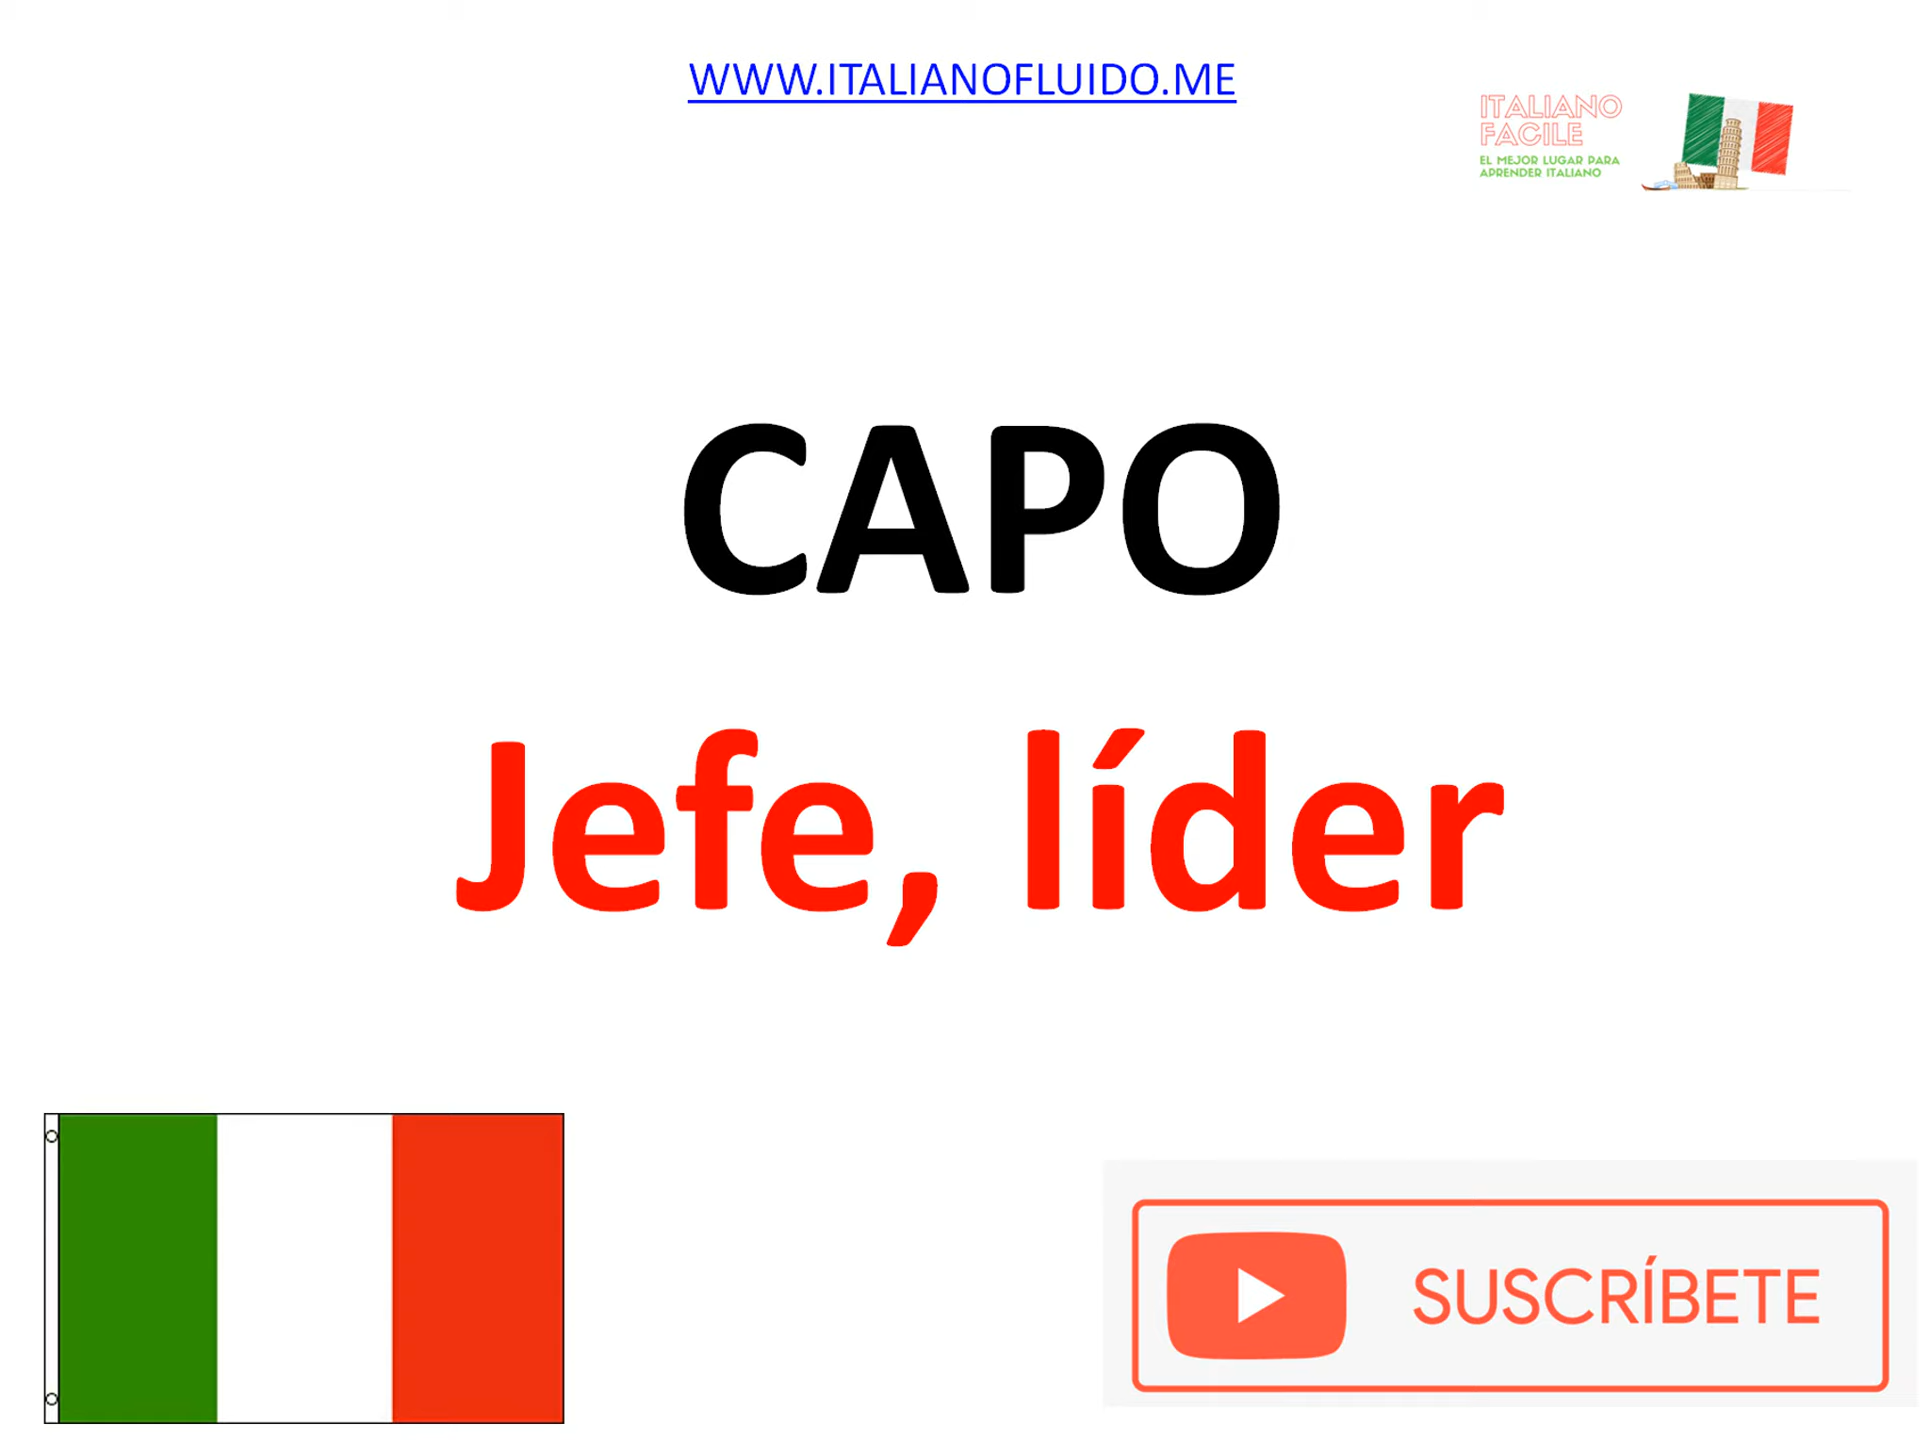 WWW.ITALIANOFLUIDO.ME
ITALIANO
FACILE
EL MEJOR LUGAR PARA
APRENDER ITALIANO
CAPO
Jefe, líder
SUSCRÍBETE